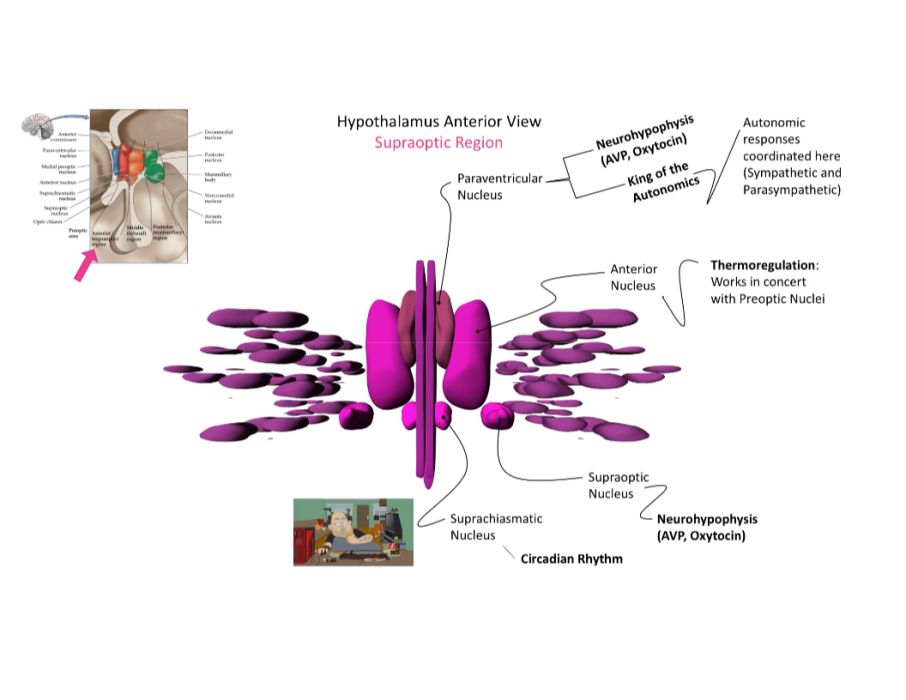 Hypothalamus Anterior View
Supraoptic Region
Anterior
commissure
Paraventricular
nucleus
Medial preoptic
nucleus
Anterior nucleus
Suprachiasmatic
nucleus
Supraoptic
nucleus
Optic chiasm
Preoptic
area
Anterior
(supraoptic)
region
Middle
(tuberal)
region
Posterior
(mammillary)
region
Dorsomedial
nucleus
Posterior
nucleus
Mammillary
body
Ventromedial
nucleus
Arcuate
nucleus
Paraventricular
Nucleus
Neurohypophysis
(AVP, Oxytocin)
King of the
Autonomics
Autonomic
responses
coordinated here
(Sympathetic and
Parasympathetic)
Anterior
Nucleus
Thermoregulation:
Works in concert
with Preoptic Nuclei
Supraoptic
Nucleus
Neurohypophysis
(AVP, Oxytocin)
Suprachiasmatic
Nucleus
Circadian Rhythm